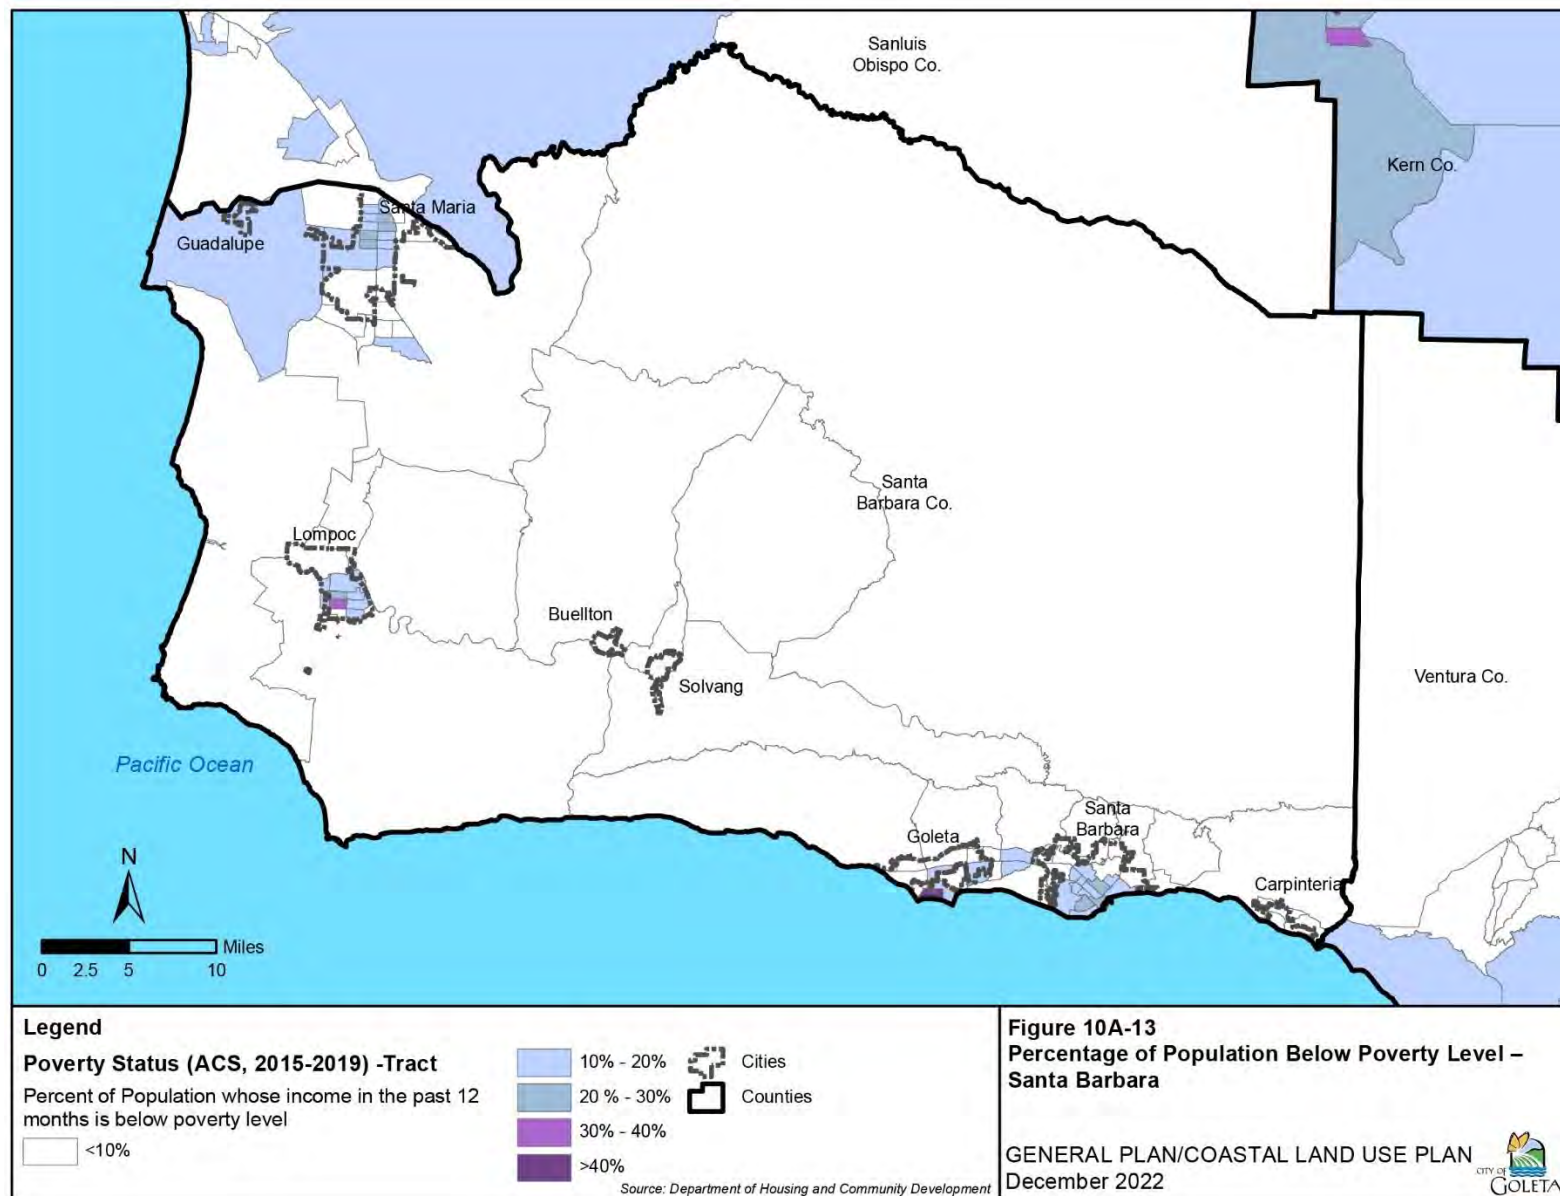 Sanluis
Obispo Co.
Kern Co.
Santa Maria
Guadalupe
Santa
Barbara Co.
Lompoc
Buellton
Solvang
Ventura Co.
Pacific Ocean
Santa
Barbara
Goleta
Carpinteria
N
Miles
0 2.5 5 10
Legend
Poverty Status (ACS, 2015-2019) -Tract
Percent of Population whose income in the past 12
months is below poverty level
<10%
10% - 20%
20 % - 30%
30% - 40%
>40%
Cities
Counties
Source: Department of Housing and Community Development
Figure 10A-13
Percentage of Population Below Poverty Level –
Santa Barbara
GENERAL PLAN/COASTAL LAND USE PLAN
December 2022
CITY OF
GOLETA